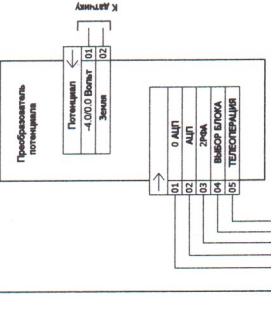 К датчику
Преобразователь
потенциала
Потенциал
-4.0/0.0 Вольт 01
Земля 02
01 0 АЦП
02 АЦП
03 2РФА
04 ВЫБОР БЛОКА
05 ТЕЛЕОПЕРАЦИЯ